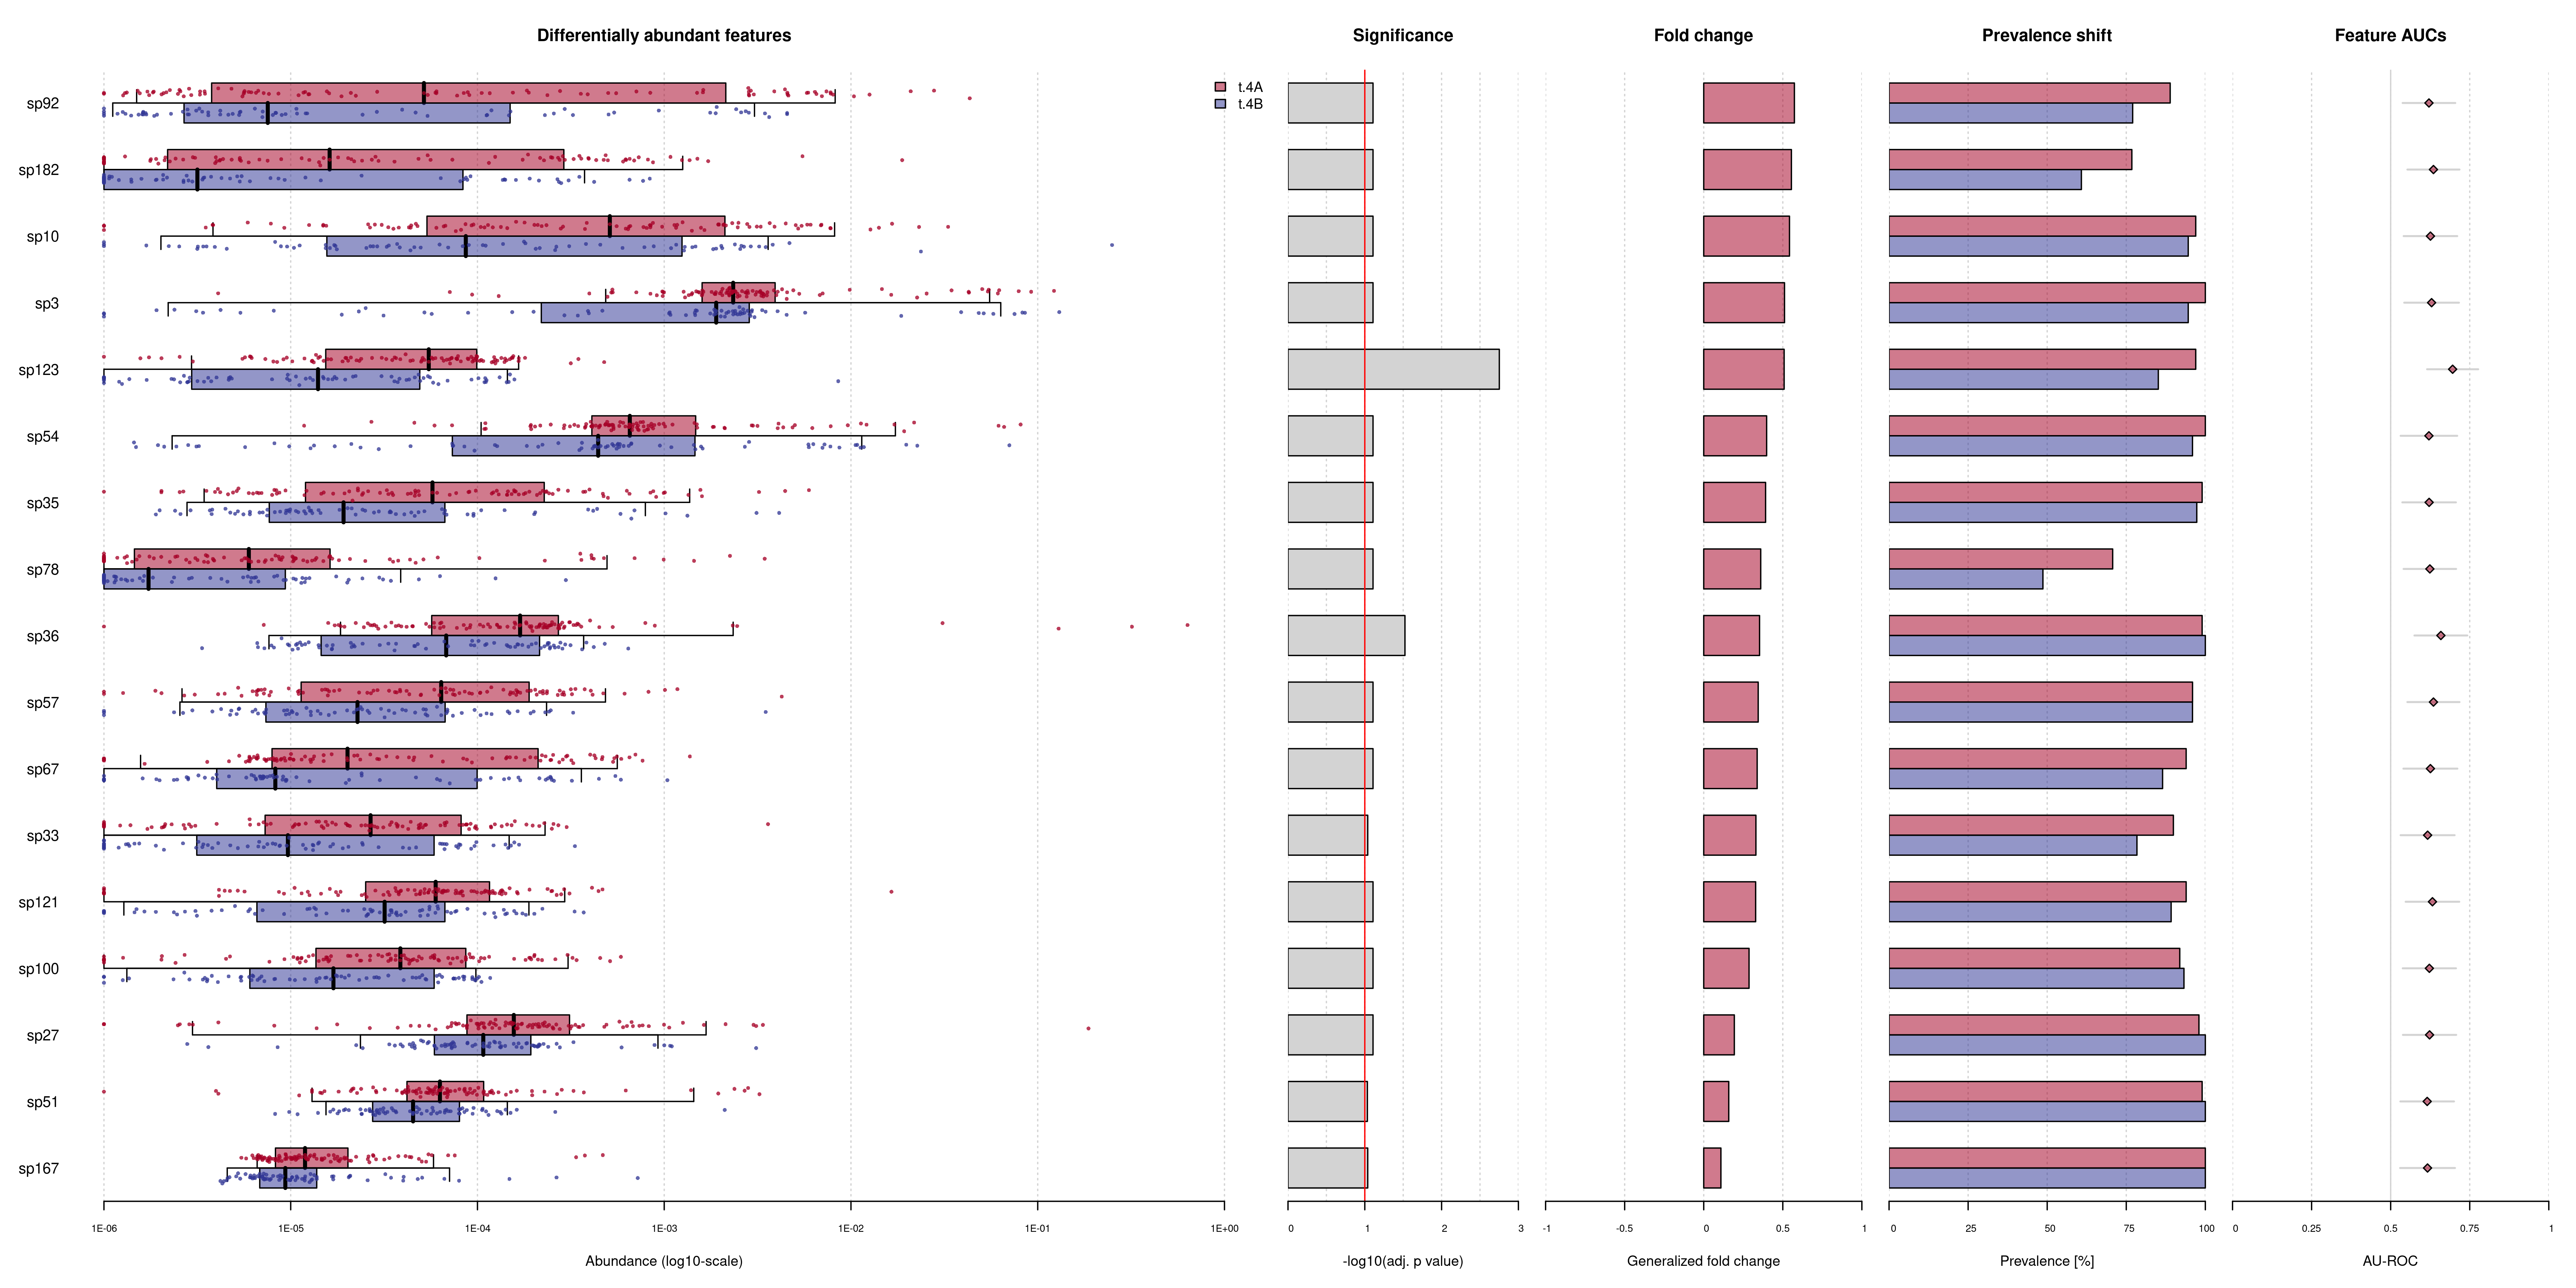 Differentially abundant features
Significance
Fold change
Prevalence shift
Feature AUCs
t.4A
t.4B
sp92
sp182
sp10
sp3
sp123
sp54
sp35
sp78
sp36
sp57
sp67
sp33
sp121
sp100
sp27
sp51
sp167
1E-06 1E-05 1E-04 1E-03 1E-02 1E-01 1E+00
0 1 2 3
-1 -0.5 0 0.5 1
0 25 50 75 100
0 0.25 0.5 0.75 1
Abundance (log10-scale)
-log10(adj. p value)
Generalized fold change
Prevalence [%]
AU-ROC